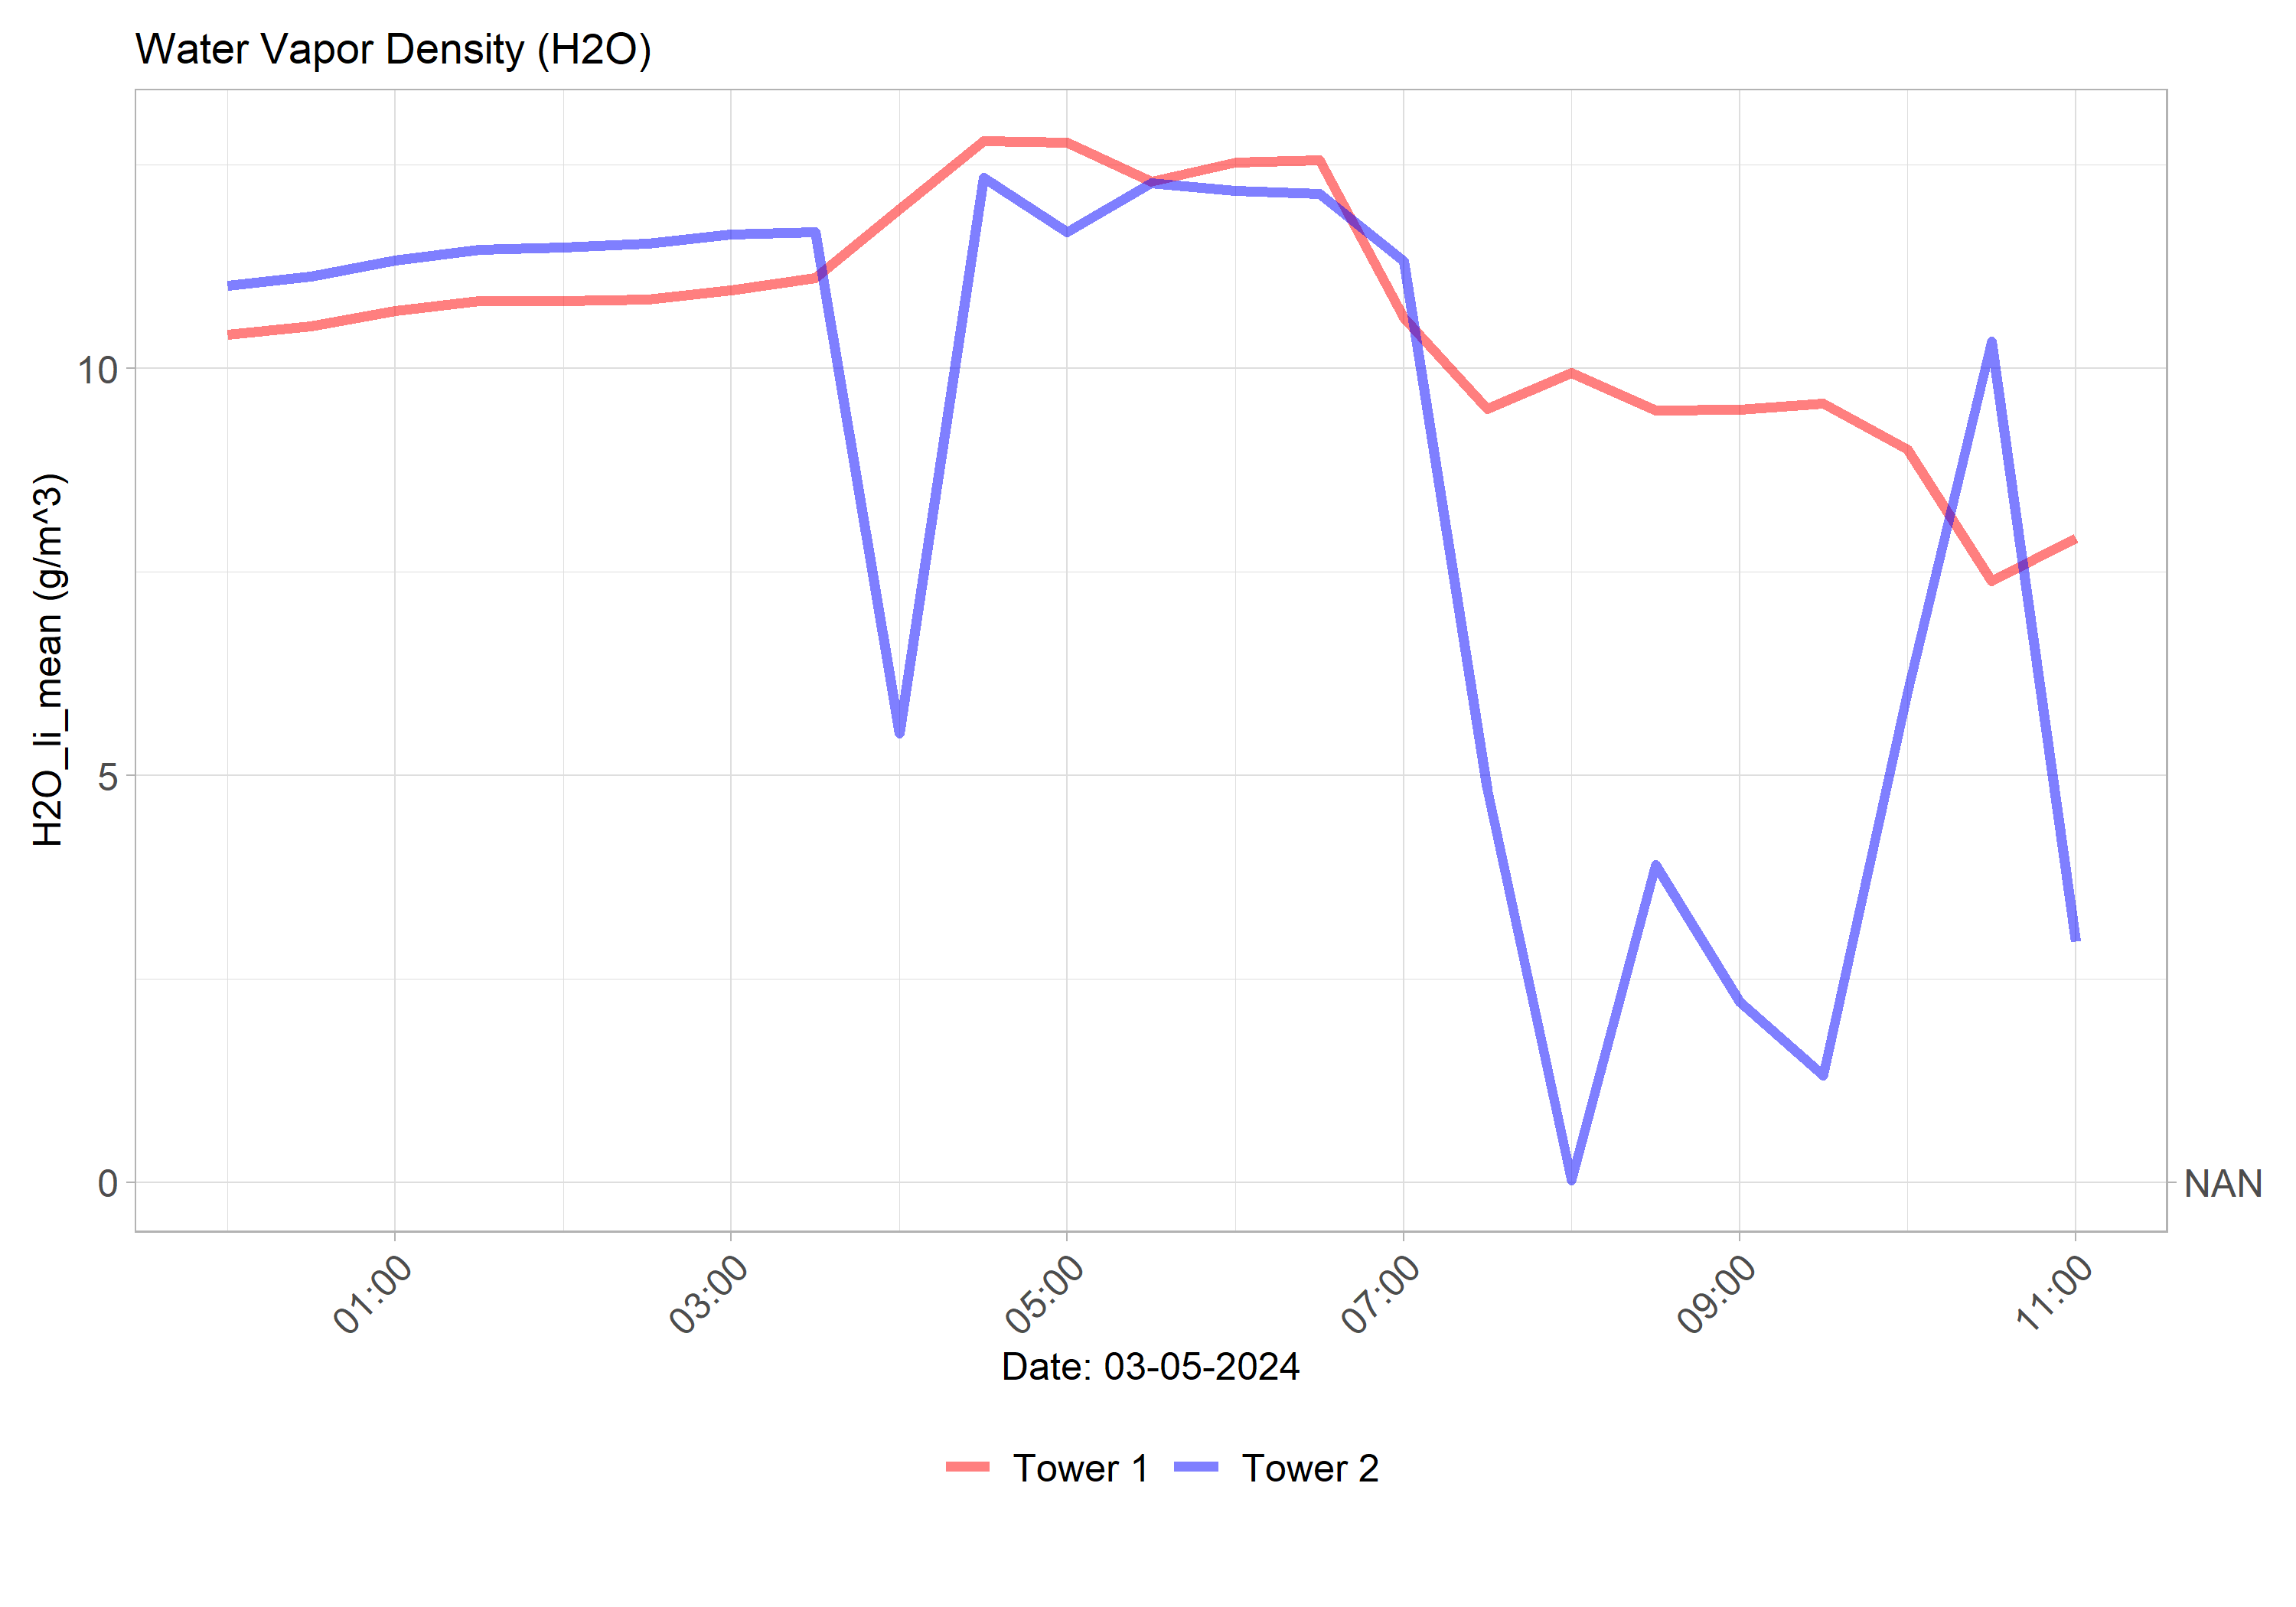 Water Vapor Density (H2O)
H2O_li_mean (g/m^3)
10
5
0
NAN
01:00
03:00
05:00
07:00
09:00
11:00
Date: 03-05-2024
Tower 1
Tower 2